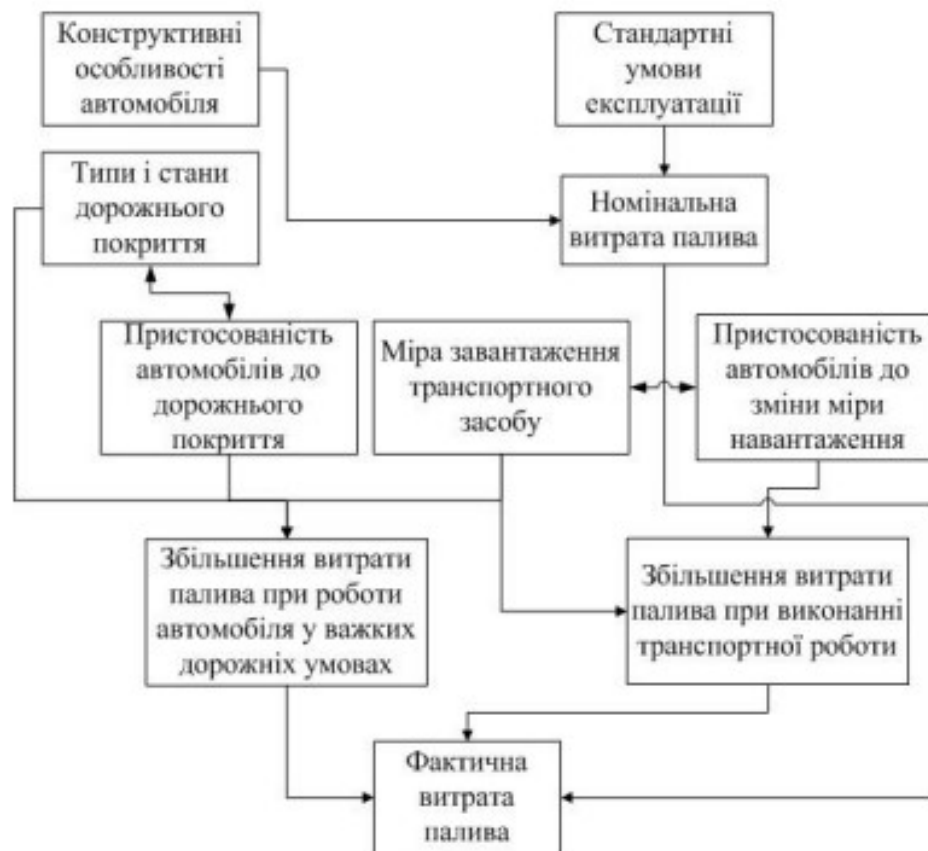 Конструктивні
особливості
автомобіля
Стандартні
умови
експлуатації
Типи і стани
дорожнього
покриття
Номінальна
витрата палива
Пристосованість
автомобілів до
дорожнього
покриття
Міра завантаження
транспортного
засобу
Пристосованість
автомобілів до
зміни міри
навантаження
Збільшення витрати
палива при роботи
автомобіля у важких
дорожніх умовах
Збільшення витрати
палива при виконанні
транспортної роботи
Фактична
витрата
палива